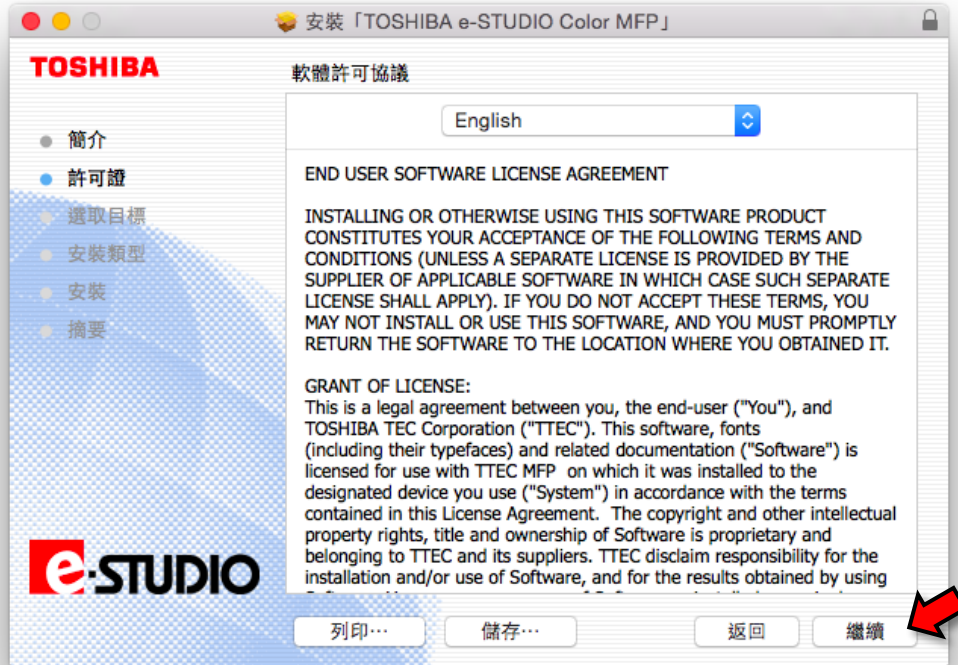 安裝「TOSHIBA e-STUDIO Color MFP」
TOSHIBA
軟體許可協議
簡介
許可證
選取目標
安裝類型
安裝
摘要
English
END USER SOFTWARE LICENSE AGREEMENT
INSTALLING OR OTHERWISE USING THIS SOFTWARE PRODUCT
CONSTITUTES YOUR ACCEPTANCE OF THE FOLLOWING TERMS AND
CONDITIONS (UNLESS A SEPARATE LICENSE IS PROVIDED BY THE
SUPPLIER OF APPLICABLE SOFTWARE IN WHICH CASE SUCH SEPARATE
LICENSE SHALL APPLY). IF YOU DO NOT ACCEPT THESE TERMS, YOU
MAY NOT INSTALL OR USE THIS SOFTWARE, AND YOU MUST PROMPTLY
RETURN THE SOFTWARE TO THE LOCATION WHERE YOU OBTAINED IT.
GRANT OF LICENSE:
This is a legal agreement between you, the end-user ("You"), and
TOSHIBA TEC Corporation ("TTEC"). This software, fonts
(including their typefaces) and related documentation ("Software") is
licensed for use with TTEC MFP on which it was installed to the
designated device you use ("System") in accordance with the terms
contained in this License Agreement. The copyright and other intellectual
property rights, title and ownership of Software is proprietary and
belonging to TTEC and its suppliers. TTEC disclaim responsibility for the
installation and/or use of Software, and for the results obtained by using
e-STUDIO
列印…
儲存…
返回
繼續